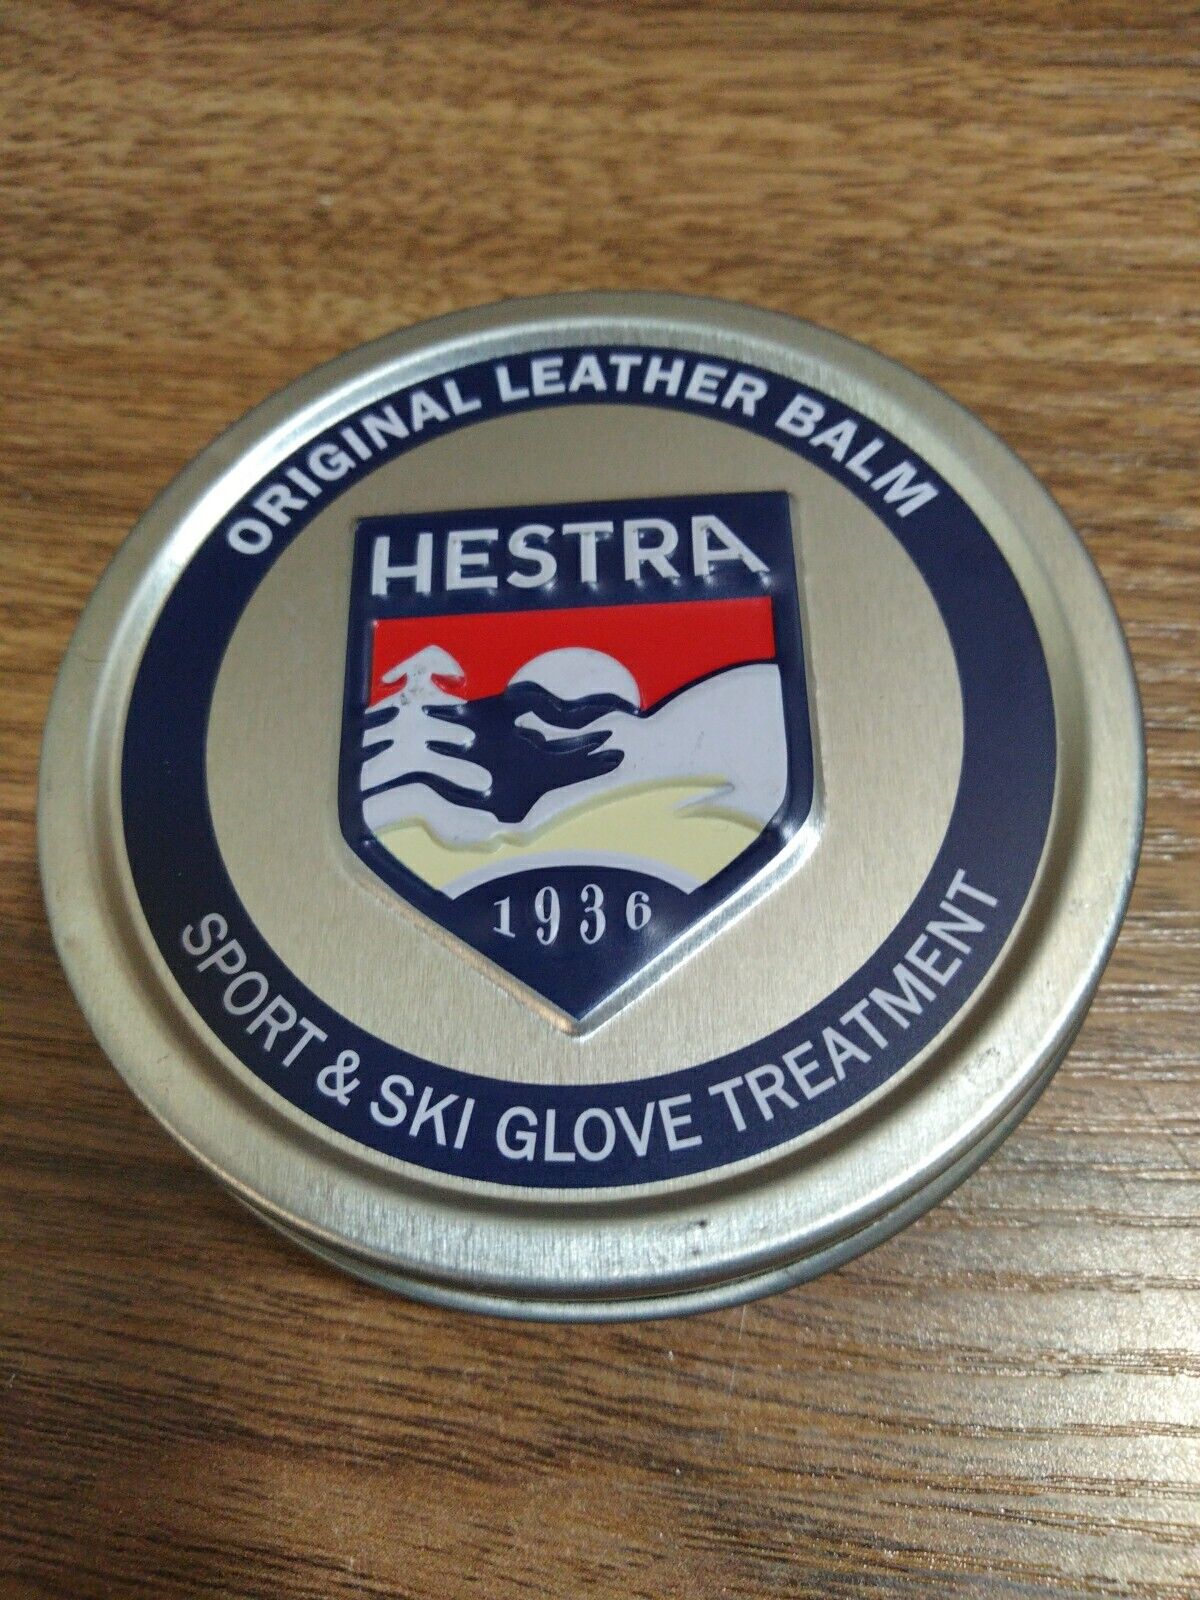 ORIGINAL LEATHER BALM
HESTRA
1936
SPORT & SKI GLOVE TREATMENT